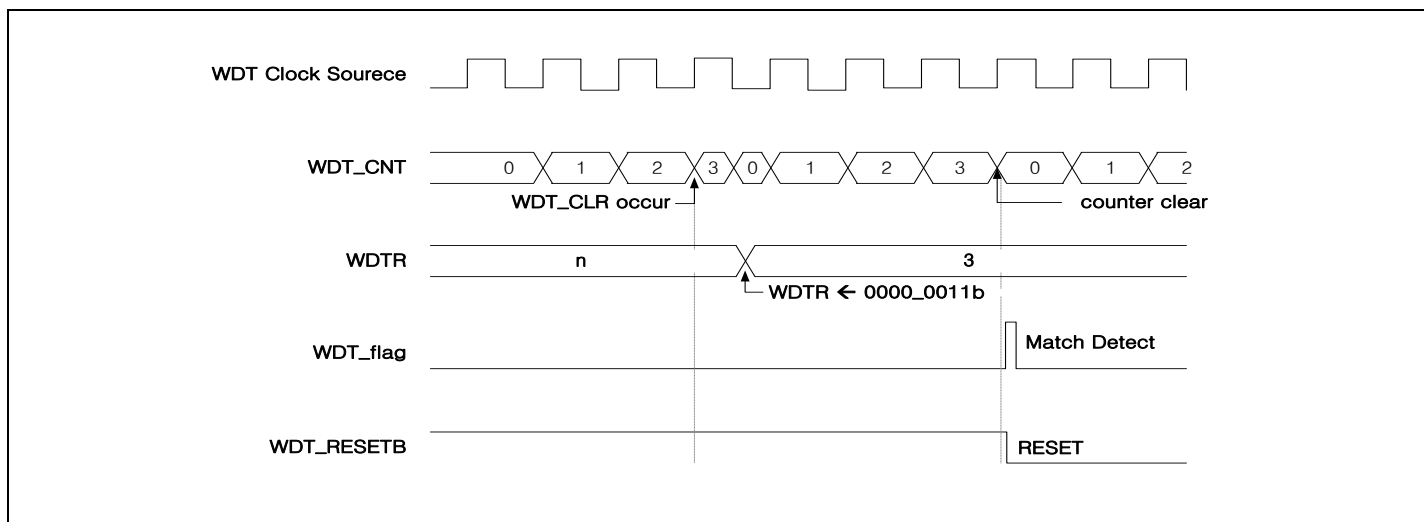 WDT Clock Sourece
WDT_CNT
0 1 2 3 0 1 2 3 0 1 2
WDT_CLR occur
counter clear
WDTR
n
3
WDTR ← 0000_0011b
WDT_flag
Match Detect
WDT_RESETB
RESET